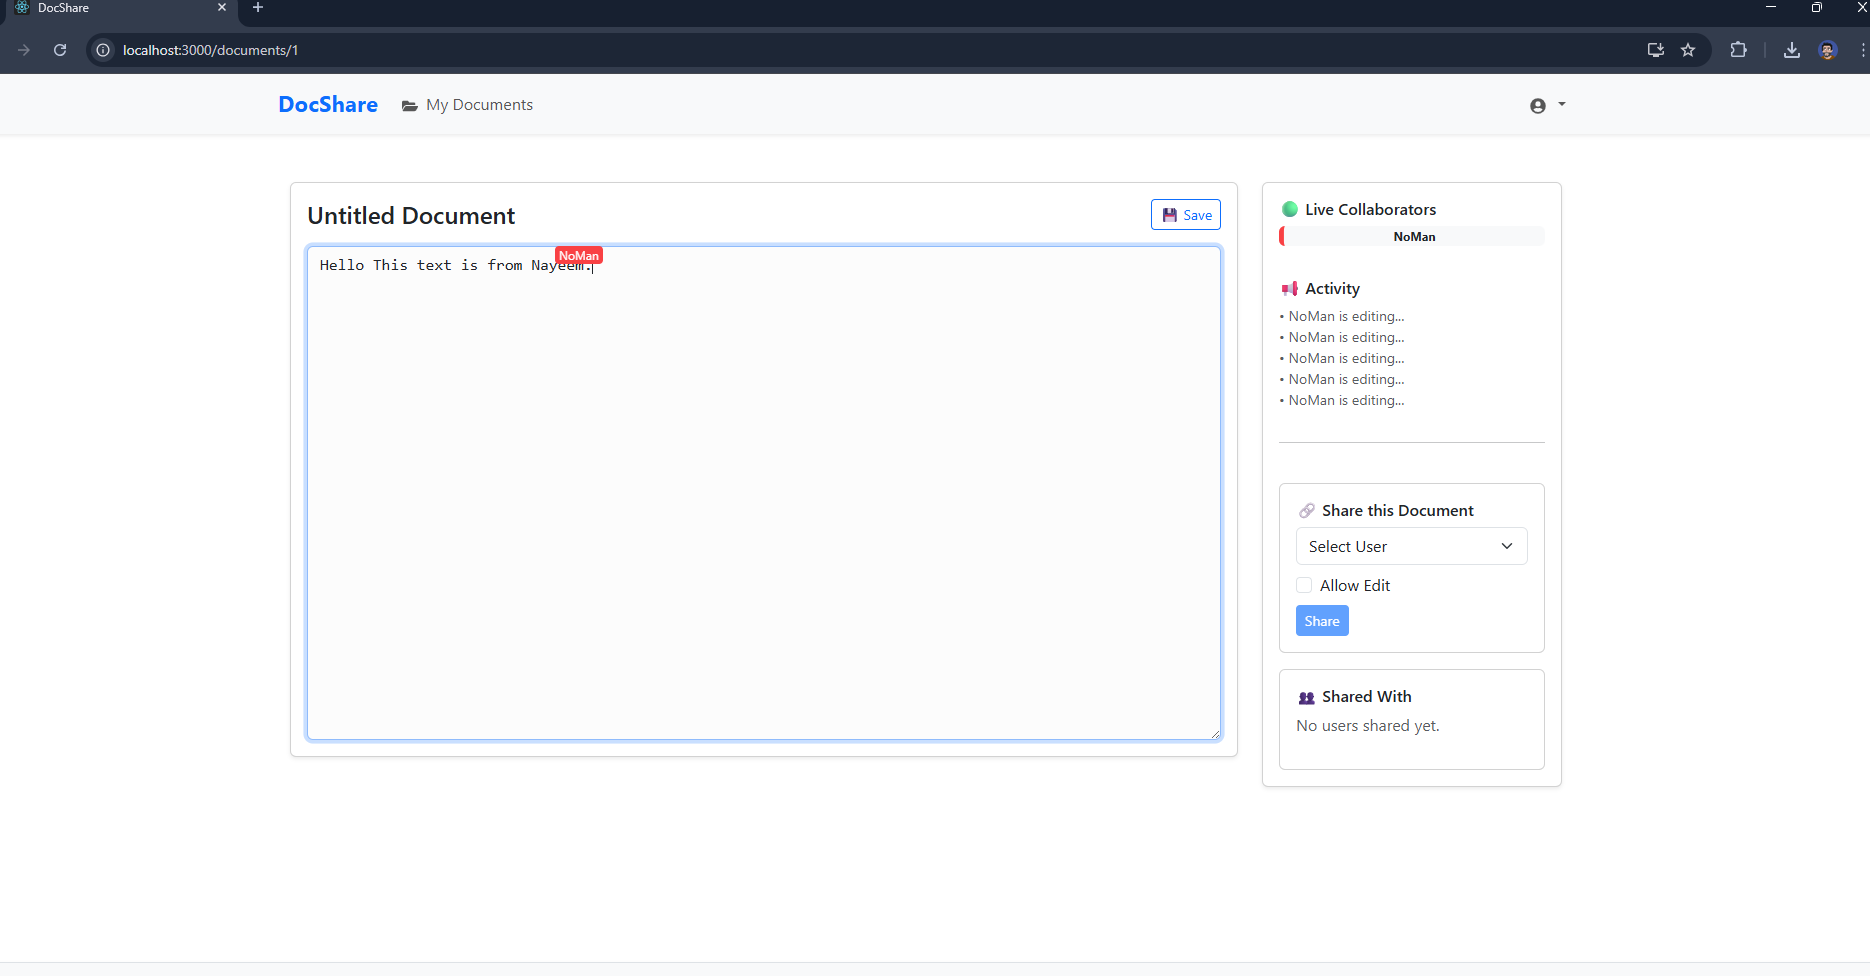 DocShare
localhost:3000/documents/1
DocShare My Documents
Untitled Document
Save
NoMan
Hello This text is from Nayeem.
Live Collaborators
NoMan
Activity
• NoMan is editing...
• NoMan is editing...
• NoMan is editing...
• NoMan is editing...
• NoMan is editing...
Share this Document
Select User
Allow Edit
Share
Shared With
No users shared yet.